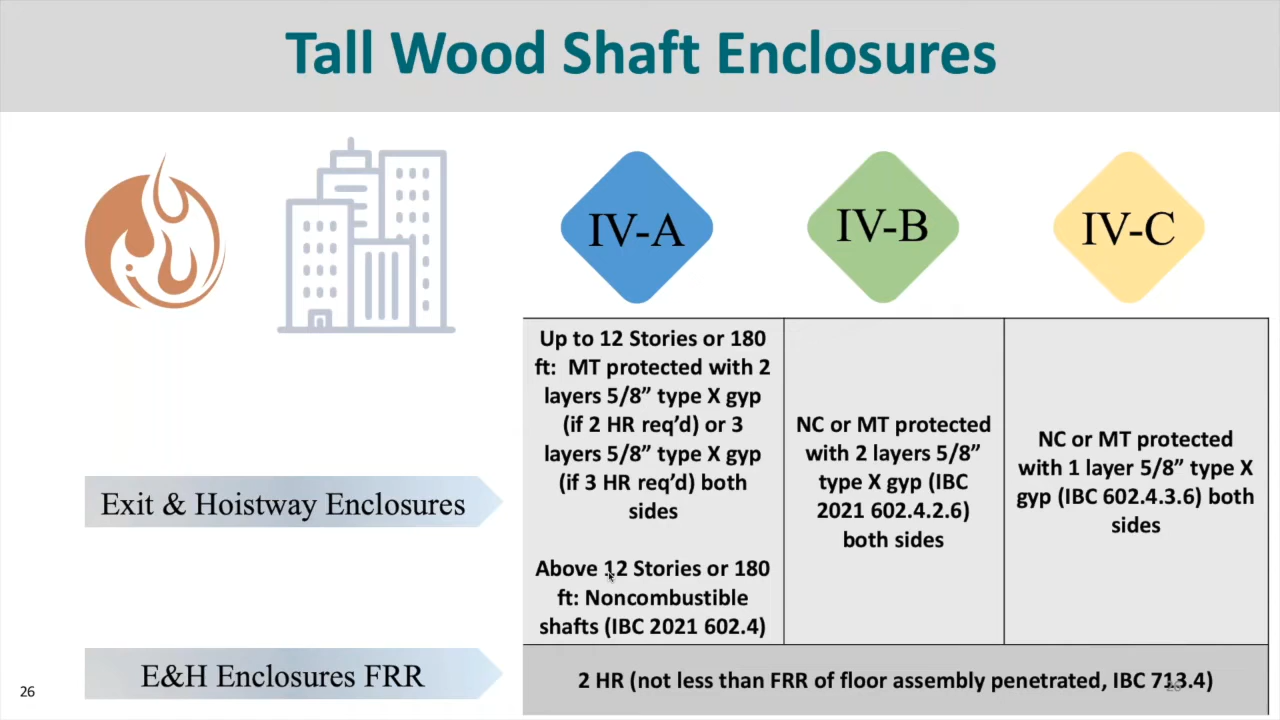 Tall Wood Shaft Enclosures
IV-A
IV-B
IV-C
Exit & Hoistway Enclosures
Up to 12 Stories or 180
ft: MT protected with 2
layers 5/8” type X gyp
(if 2 HR req’d) or 3
layers 5/8” type X gyp
(if 3 HR req’d) both
sides
Above 12 Stories or 180
ft: Noncombustible
shafts (IBC 2021 602.4)
NC or MT protected
with 2 layers 5/8”
type X gyp (IBC
2021 602.4.2.6)
both sides
NC or MT protected
with 1 layer 5/8” type X
gyp (IBC 602.4.3.6) both
sides
E&H Enclosures FRR
2 HR (not less than FRR of floor assembly penetrated, IBC 713.4)
26